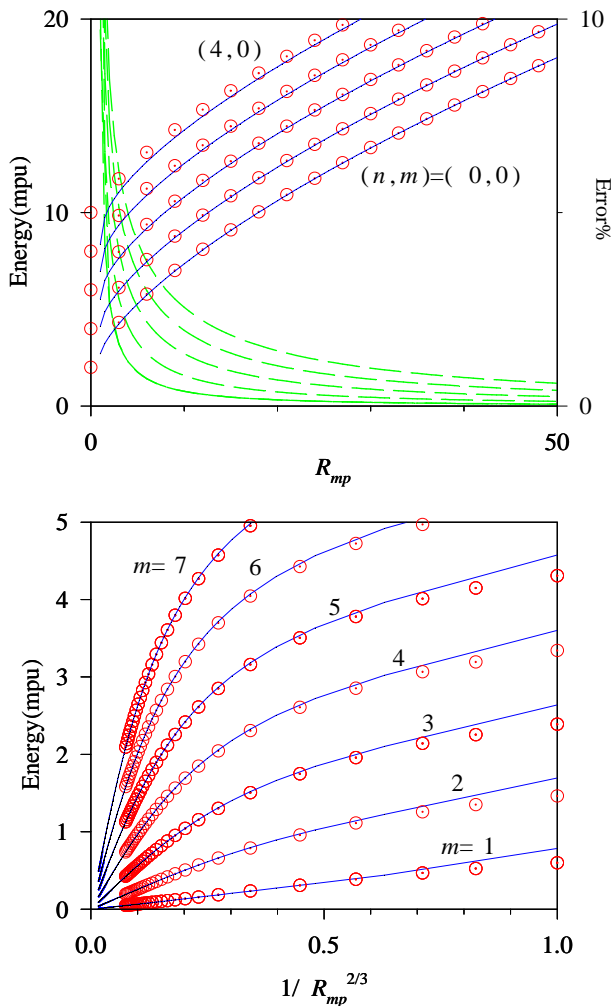 20
10
(4,0)
Energy(mpu)
10
(n,m)=( 0,0)
Error%
0
0
0
50
R_mp
5
m= 7
6
4
5
Energy(mpu)
3
4
2
3
2
1
m= 1
0
0.0
0.5
1.0
1/ R_mp^2/3